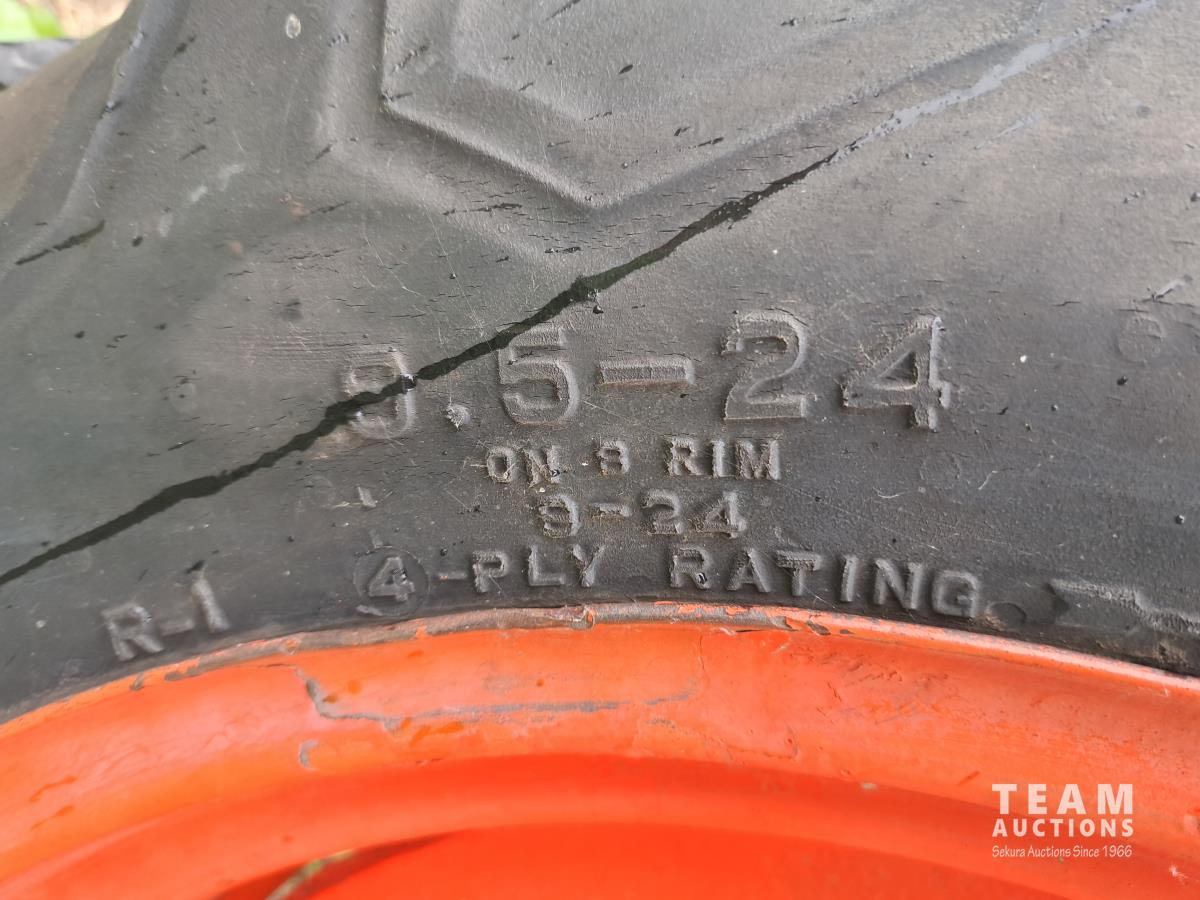 9.5-24
ON 8 RIM
9-24
R-1 4-PLY RATING
TEAM
AUCTIONS
Sekura Auctions Since 1966